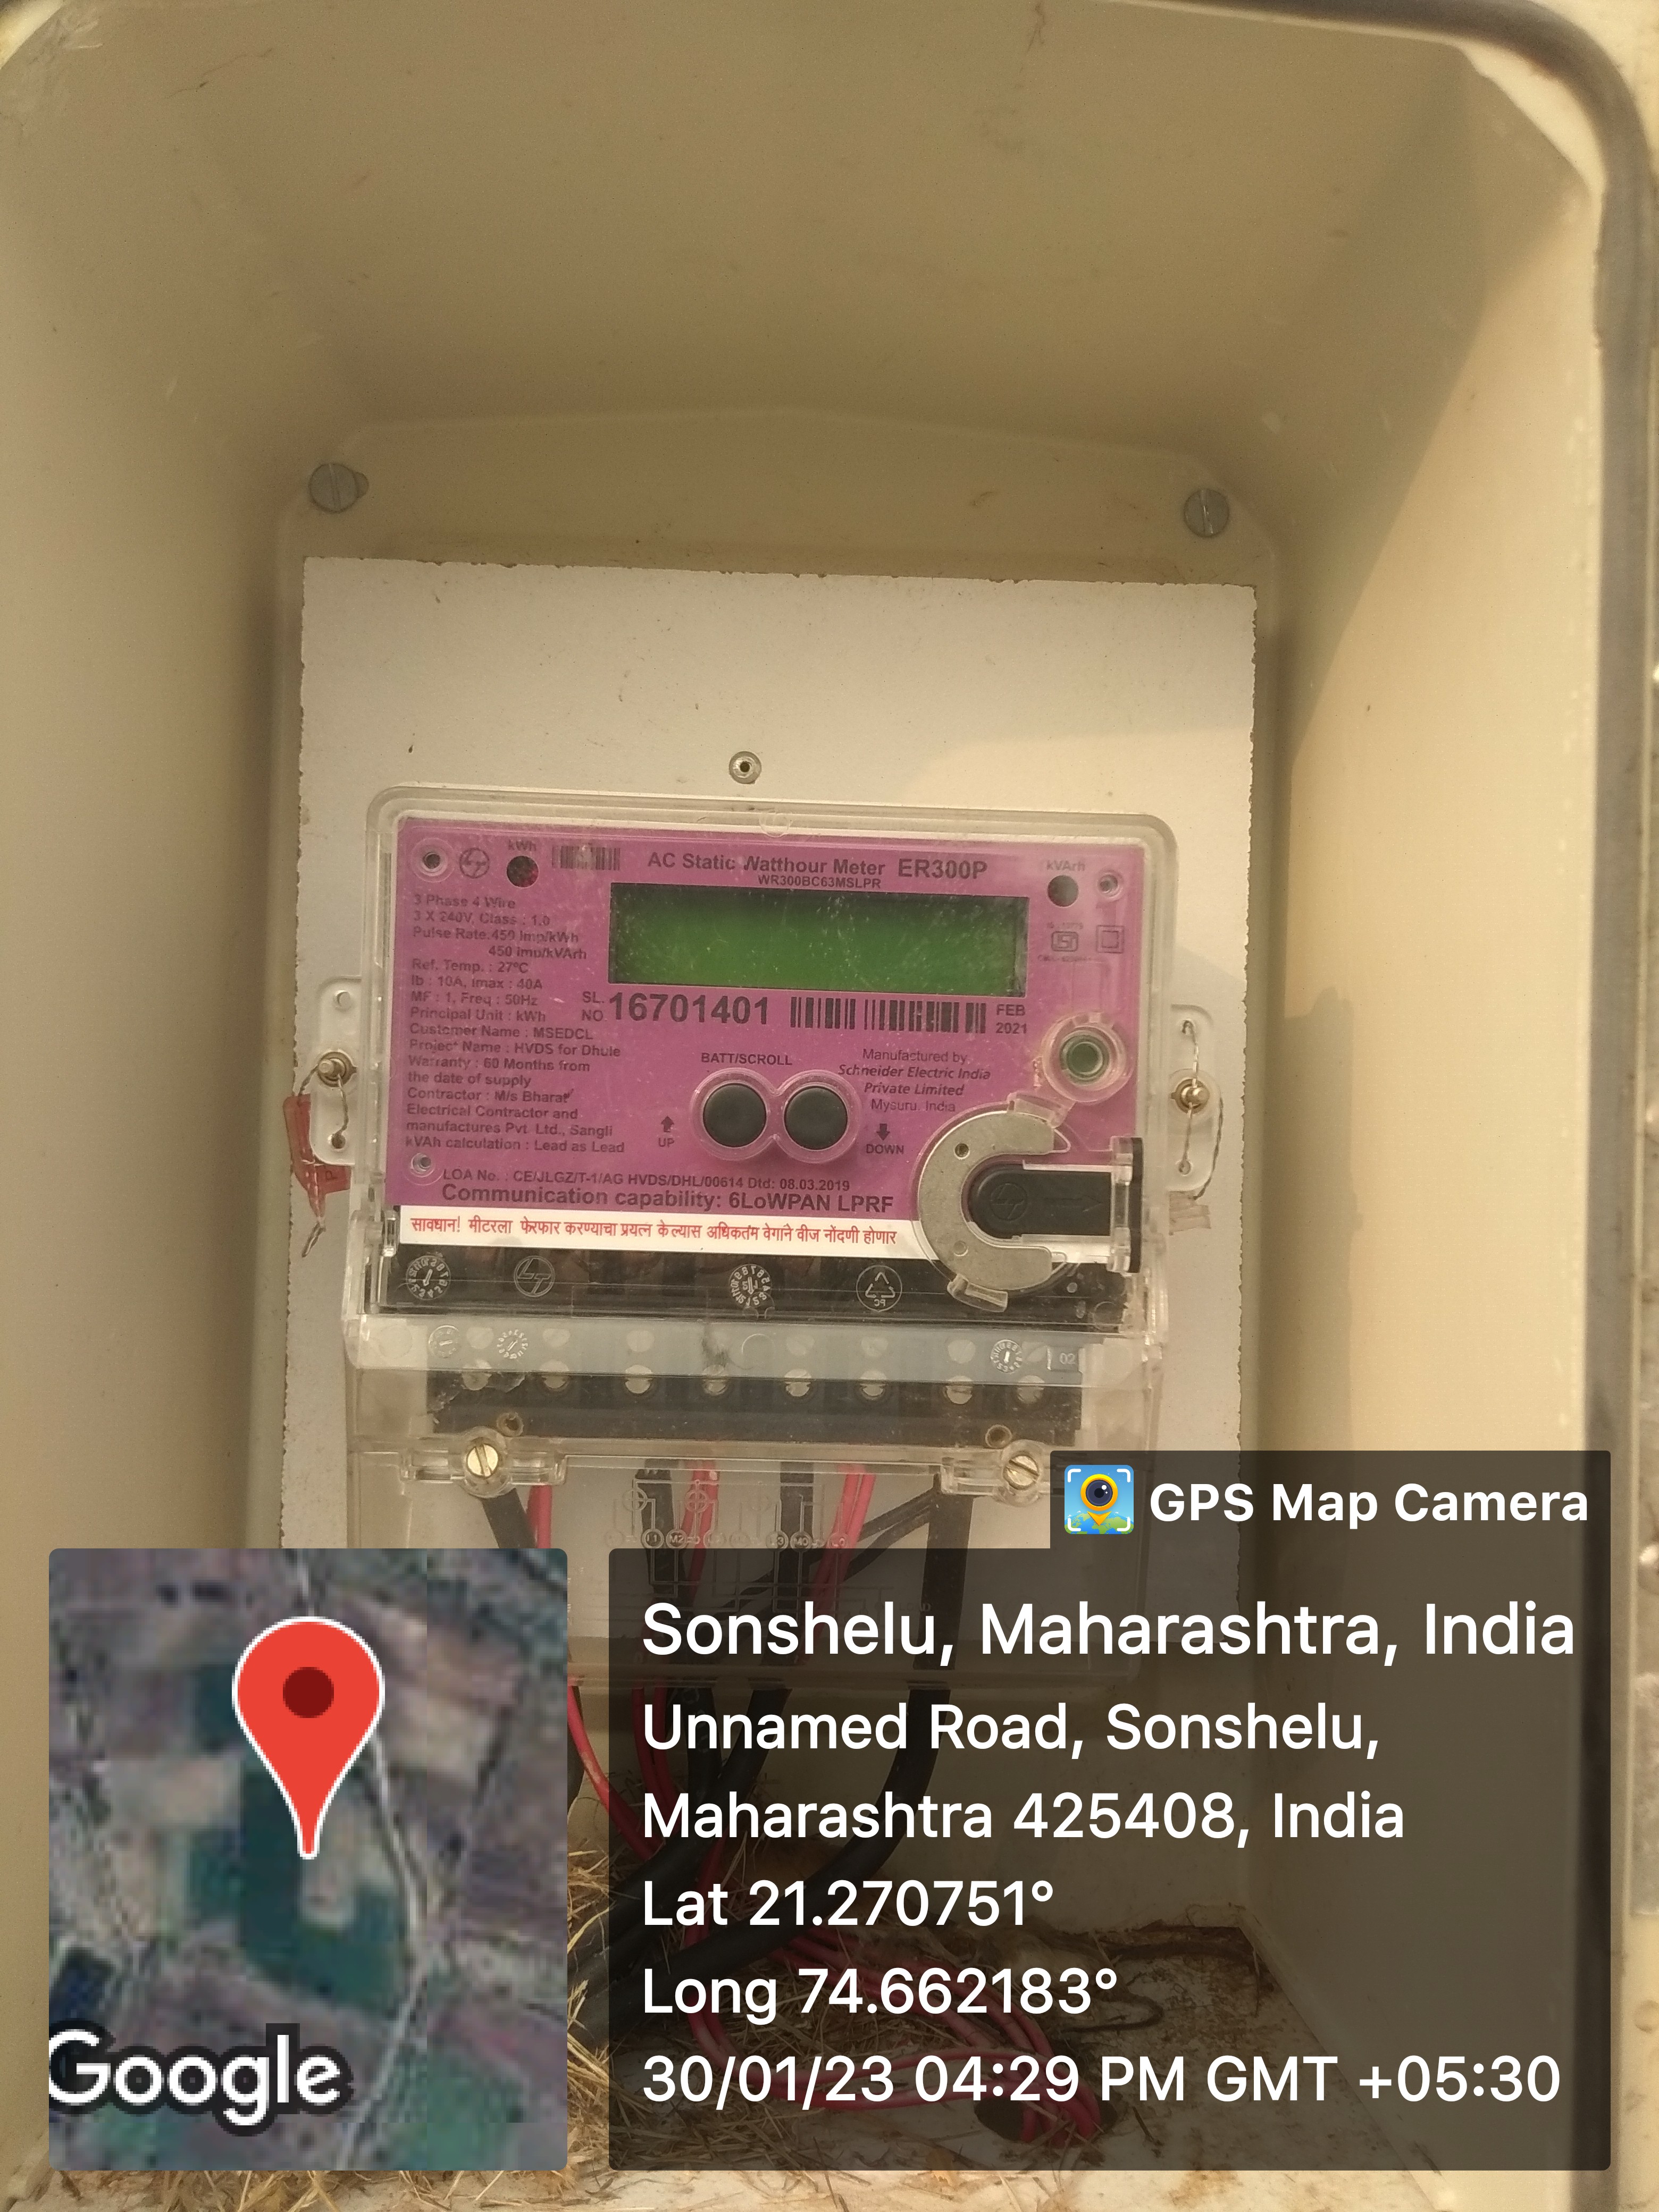 kWh
AC Static Watthour Meter ER300P
WR300BC63MSLPR
kVArh
3 Phase 4 Wire
3 X 240V, Class : 1.0
Pulse Rate:450 Imp/kWh
450 Imp/kVArh
Ref. Temp. : 27°C
Ib : 10A, Imax : 40A
MF : 1, Freq : 50Hz
Principal Unit : kWh
Customer Name : MSEDCL
Project Name : HVDS for Dhule
Warranty : 60 Months from
the date of supply
Contractor : M/s Bharat
Electrical Contractor and
manufactures Pvt. Ltd., Sangli
kVAh calculation : Lead as Lead
SL. NO 16701401
FEB
2021
BATT/SCROLL
UP
DOWN
Manufactured by
Schneider Electric India
Private Limited
Mysuru, India
LOA No. : CE/JLGZ/T-1/AG HVDS/DHL/00614 Dtd: 08.03.2019
Communication capability: 6LoWPAN LPRF
सावधान! मीटरला फेरफार करण्याचा प्रयत्न केल्यास अधिकतम वेगाने वीज नोंदणी होणार
02
GPS Map Camera
Sonshelu, Maharashtra, India
Unnamed Road, Sonshelu,
Maharashtra 425408, India
Lat 21.270751°
Long 74.662183°
30/01/23 04:29 PM GMT +05:30
Google